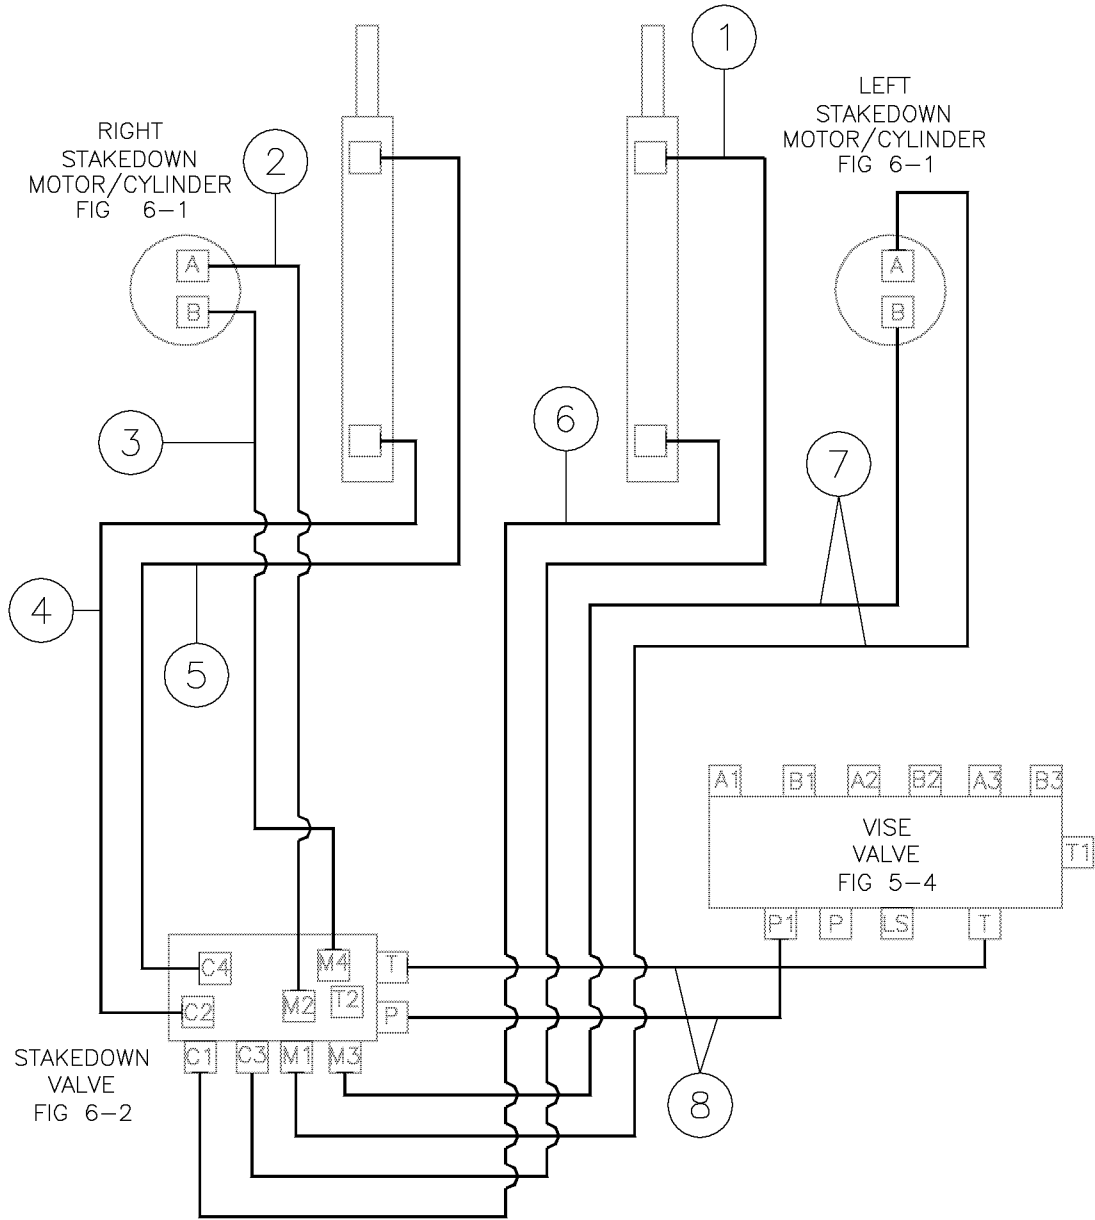 1
LEFT
STAKEDOWN
MOTOR/CYLINDER
FIG 6-1
RIGHT
STAKEDOWN
MOTOR/CYLINDER
FIG 6-1
2
A
B
A
B
3
6
7
4
5
A1 B1 A2 B2 A3 B3
VISE
VALVE
FIG 5-4
T1
P1 P LS T
C4 M4 T
C2 M2 T2 P
C1 C3 M1 M3
STAKEDOWN
VALVE
FIG 6-2
8